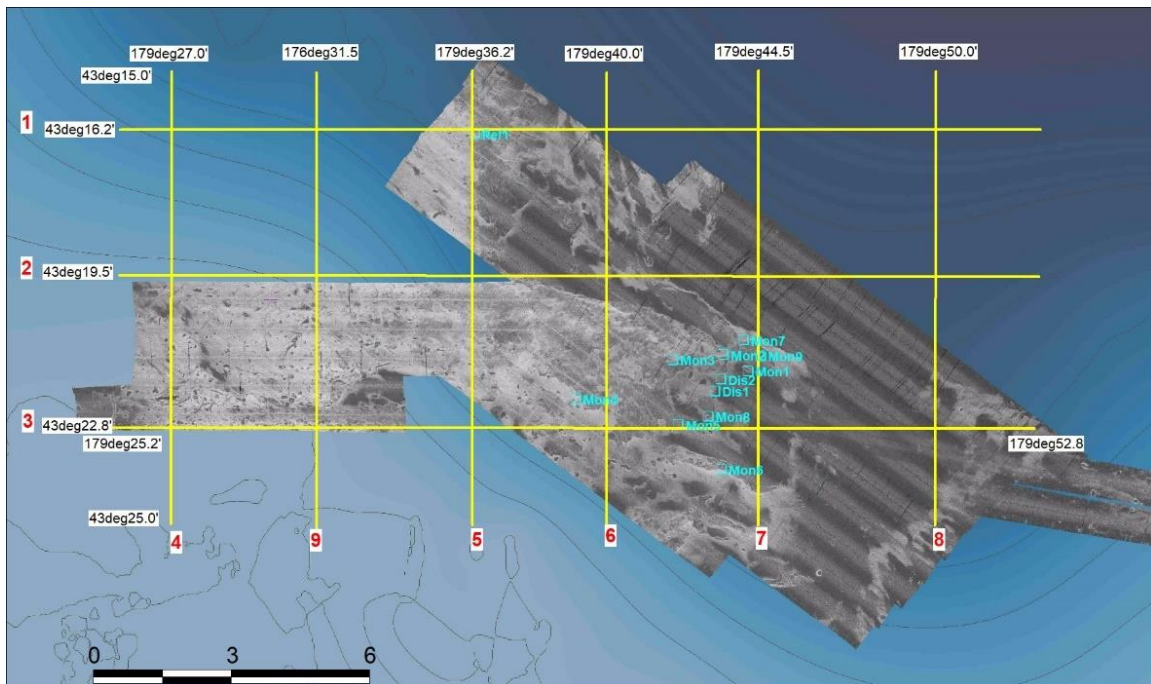 179deg27.0' 176deg31.5 179deg36.2' 179deg40.0' 179deg44.5' 179deg50.0'
43deg15.0'
1 43deg16.2'
Ref1
2 43deg19.5'
Mon7
Mon3 Mon2 Mon9
Mon1
Dis2
Dis1
Mon8
3 43deg22.8'
179deg25.2' 179deg52.8
43deg25.0'
4 9 5 6 7 8
0 3 6